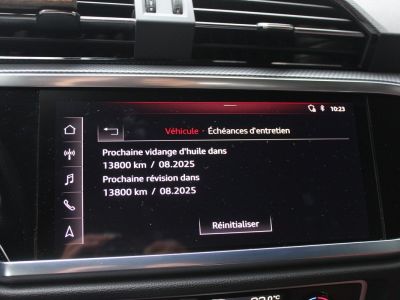 10:23
Véhicule · Échéances d'entretien
Prochaine vidange d'huile dans
13800 km / 08.2025
Prochaine révision dans
13800 km / 08.2025
Réinitialiser